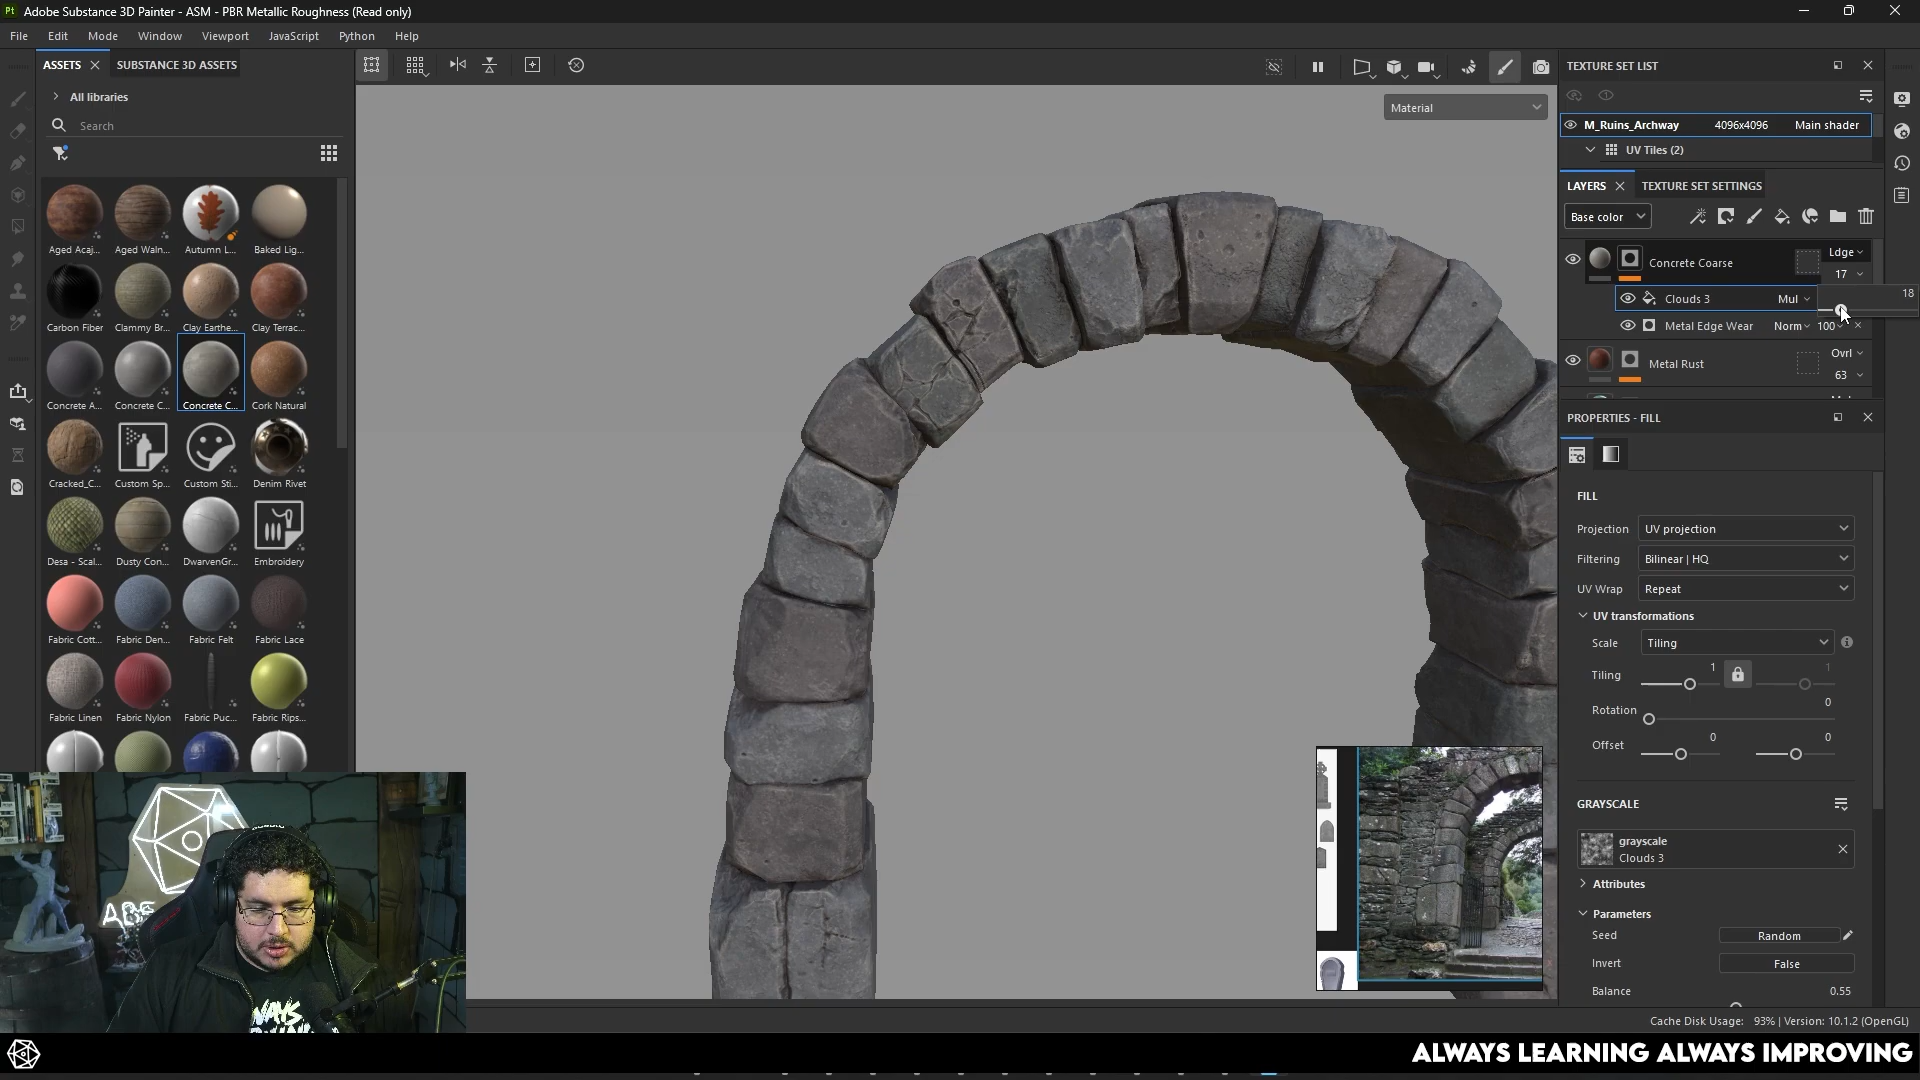 Pt Adobe Substance 3D Painter - ASM - PBR Metallic Roughness (Read only)
File Edit Mode Window Viewport JavaScript Python Help
ASSETS
SUBSTANCE 3D ASSETS
All libraries
Search
Aged Acaj...
Aged Waln...
Autumn L...
Baked Lig...
Carbon Fiber
Clammy Br...
Clay Earthe...
Clay Terrac...
Concrete A...
Concrete C...
Concrete C...
Cork Natural
Cracked_C...
Custom Sp...
Custom Sti...
Denim Rivet
Desa - Scal...
Dusty Con...
DwarvenGr...
Embroidery
Fabric Cott...
Fabric Den...
Fabric Felt
Fabric Lace
Fabric Linen
Fabric Nylon
Fabric Puc...
Fabric Rips...
Material
TEXTURE SET LIST
M_Ruins_Archway 4096x4096 Main shader
UV Tiles (2)
LAYERS
TEXTURE SET SETTINGS
Base color
Concrete Coarse
Ldge
17
Clouds 3 Mul
18
Metal Edge Wear Norm 100
Metal Rust
Ovrl
63
PROPERTIES - FILL
FILL
Projection UV projection
Filtering Bilinear | HQ
UV Wrap Repeat
UV transformations
Scale Tiling
Tiling 1 1
Rotation 0
Offset 0 0
GRAYSCALE
grayscale
Clouds 3
Attributes
Parameters
Seed Random
Invert False
Balance 0.55
Cache Disk Usage: 93% | Version: 10.1.2 (OpenGL)
ALWAYS LEARNING ALWAYS IMPROVING